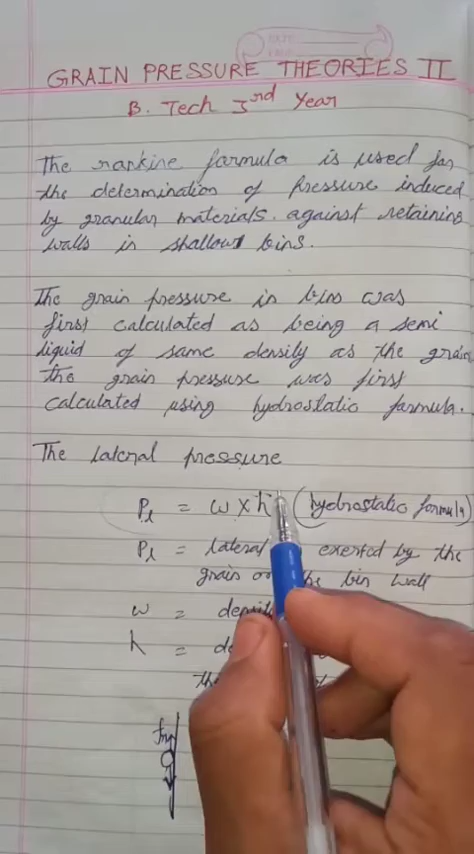 GRAIN PRESSURE THEORIES II
B. Tech 3rd Year
The rankine formula is used for
the determination of pressure induced
by granular materials against retaining
walls in shallow bins.
The grain pressure in bins was
first calculated as being a semi
liquid of same density as the grain
the grain pressure was first
calculated using hydrostatic formula.
The lateral pressure
Pl = w x h (hydrostatic formula)
Pl = lateral exerted by the
grain on the bin wall
w =
h =